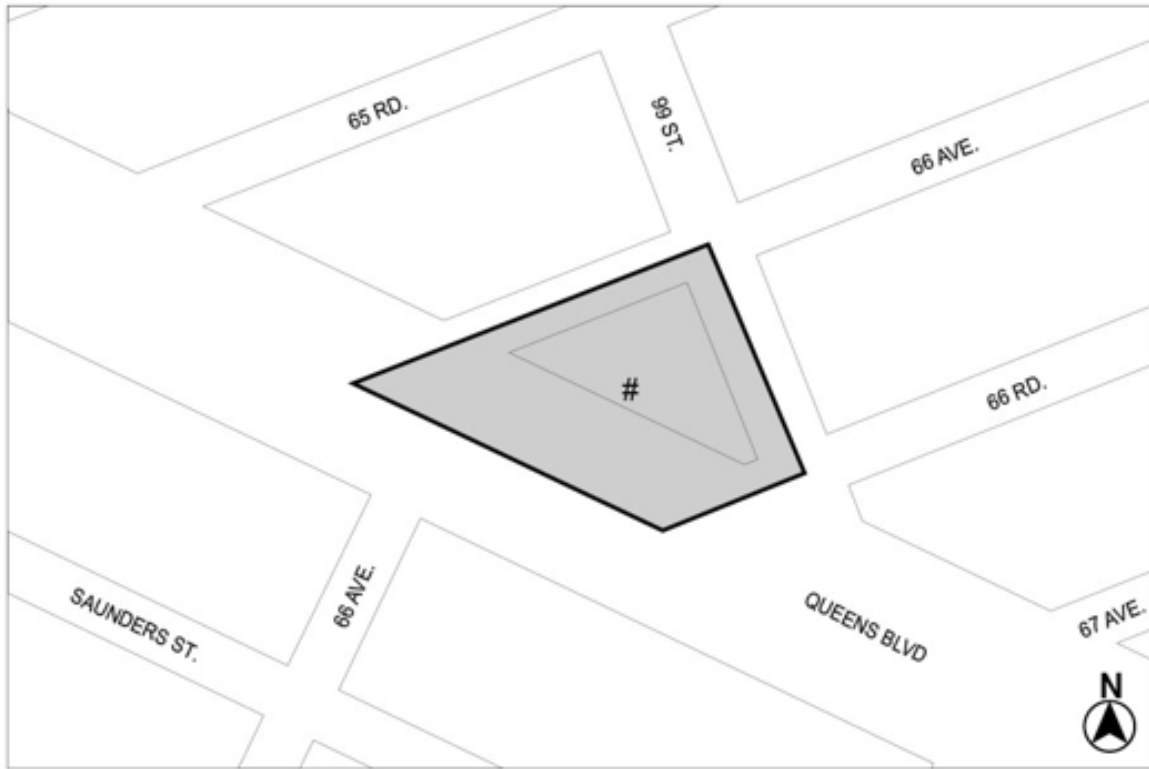 65 RD.
99 ST.
66 AVE.
#
66 RD.
66 AVE.
SAUNDERS ST.
QUEENS BLVD
67 AVE.
N